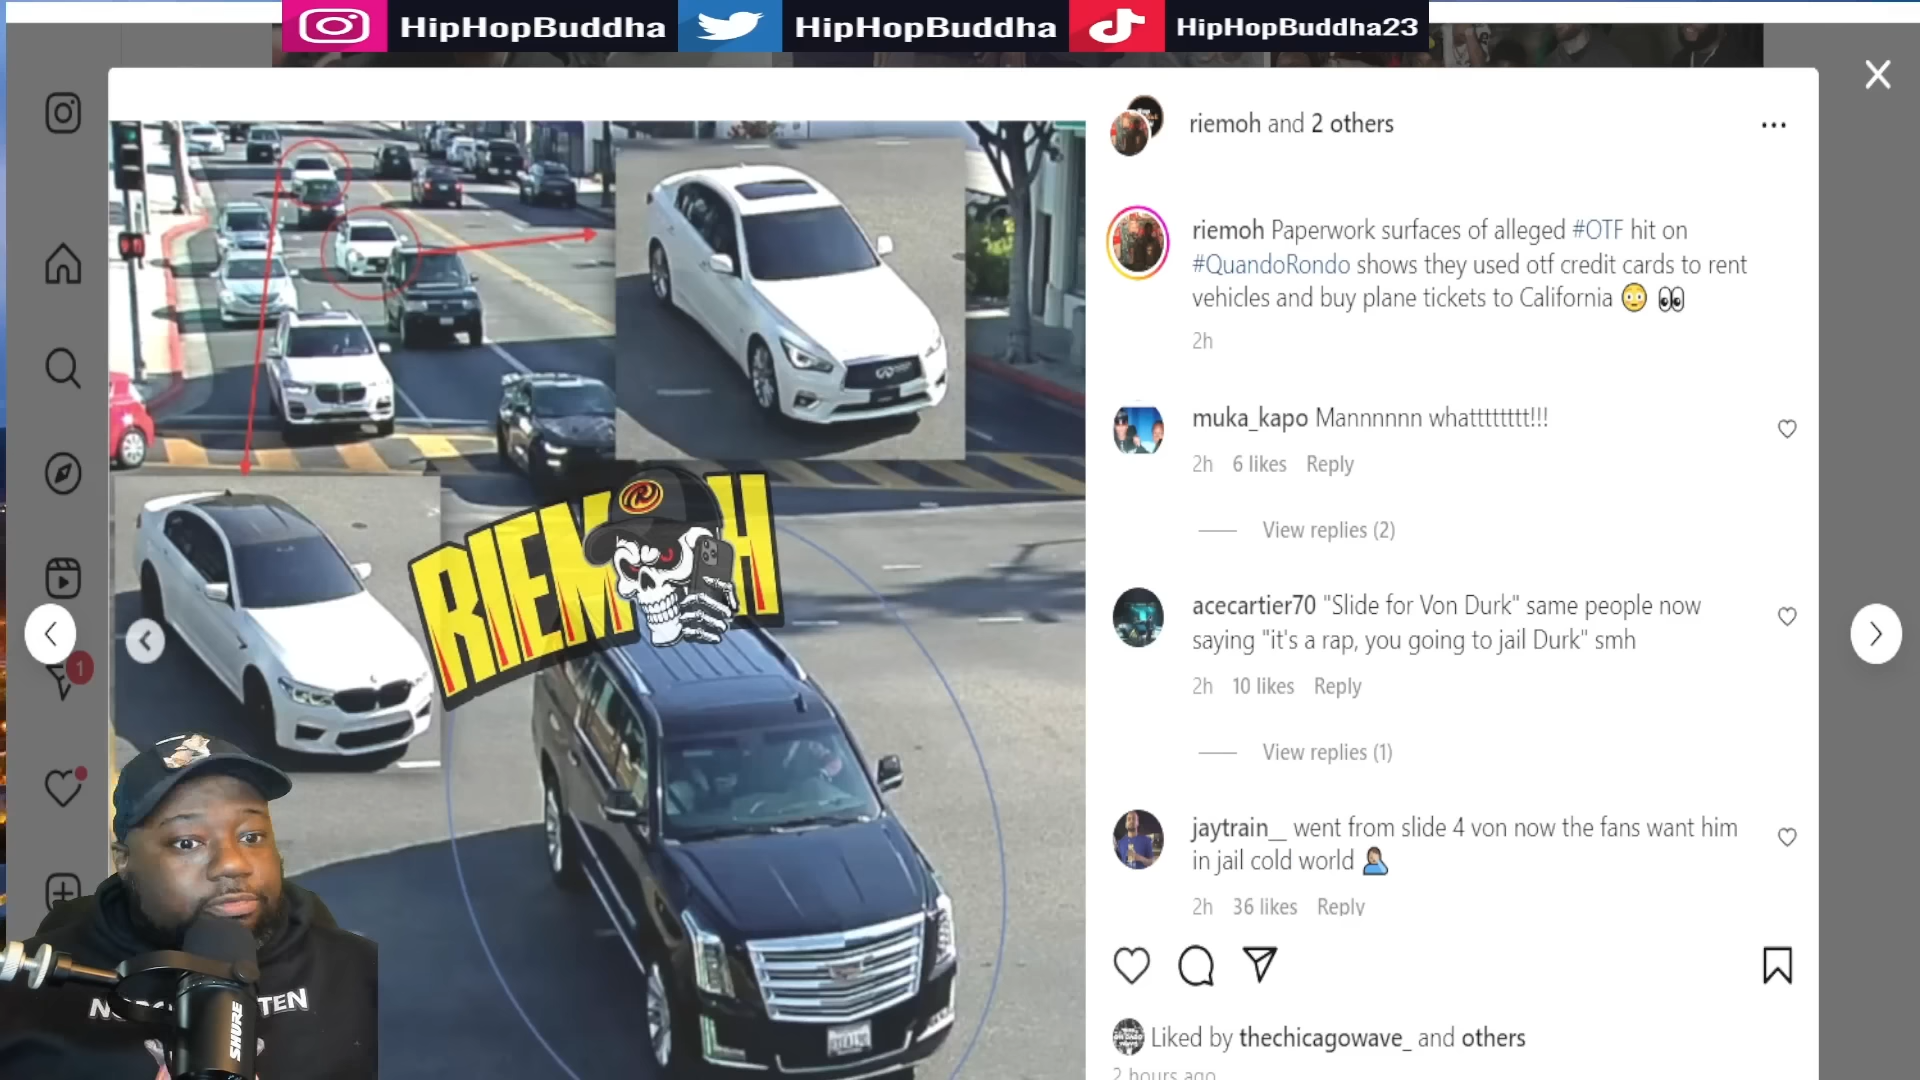 HipHopBuddha HipHopBuddha HipHopBuddha23
riemoh and 2 others
riemoh Paperwork surfaces of alleged #OTF hit on
#QuandoRondo shows they used otf credit cards to rent
vehicles and buy plane tickets to California 😳 👀
2h
muka_kapo Mannnnnn whatttttttt!!!
2h 6 likes Reply
View replies (2)
acecartier70 "Slide for Von Durk" same people now
saying "it's a rap, you going to jail Durk" smh
2h 10 likes Reply
View replies (1)
jaytrain__ went from slide 4 von now the fans want him
in jail cold world 🤦
2h 36 likes Reply
Liked by thechicagowave_ and others
2 hours ago
1
SHURE